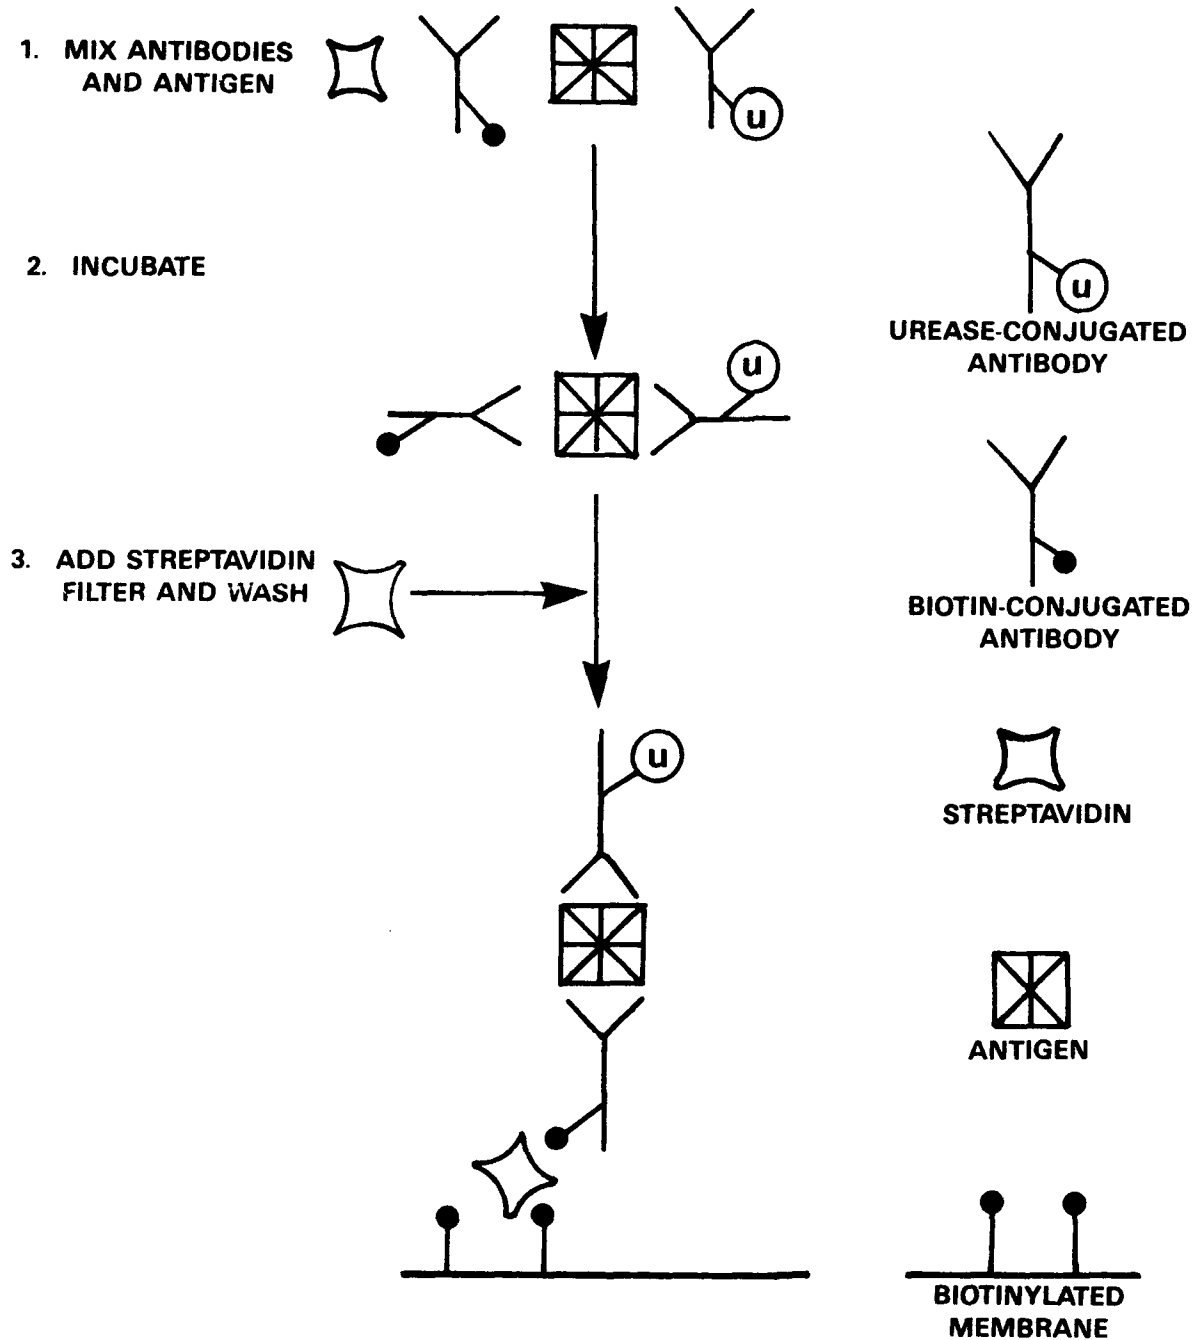 1. MIX ANTIBODIES
AND ANTIGEN
u
2. INCUBATE
u
3. ADD STREPTAVIDIN
FILTER AND WASH
u
u
UREASE-CONJUGATED
ANTIBODY
BIOTIN-CONJUGATED
ANTIBODY
STREPTAVIDIN
ANTIGEN
BIOTINYLATED
MEMBRANE